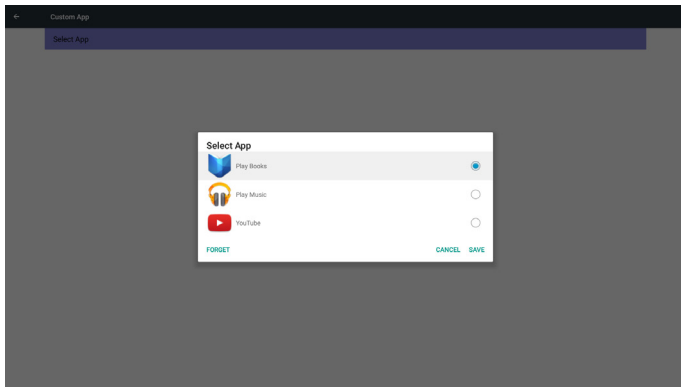 Custom App
Select App
Select App
Play Books
Play Music
YouTube
FORGET CANCEL SAVE